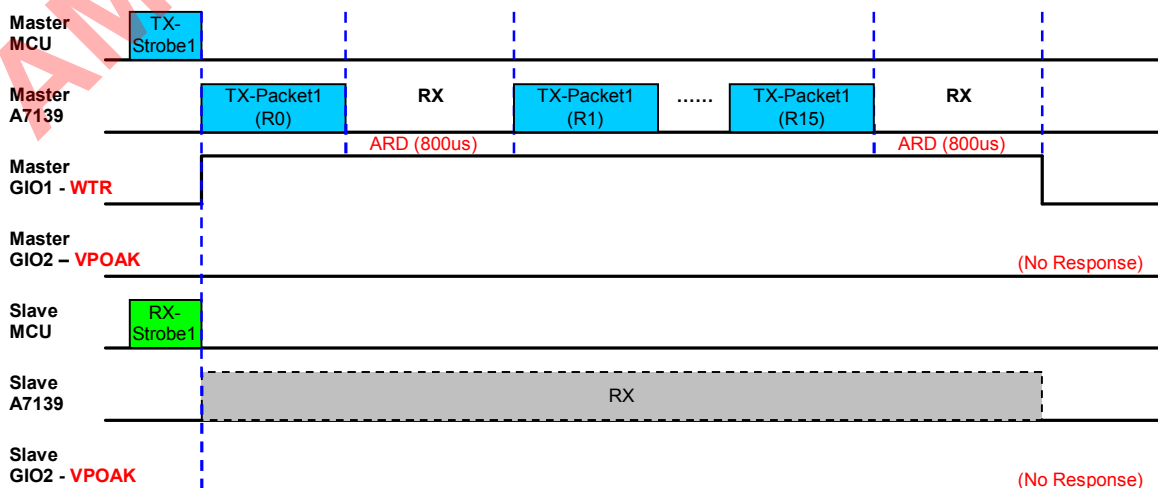 Master
MCU
TX-
Strobe1
Master
A7139
TX-Packet1
(R0)
RX
TX-Packet1
(R1)
......
TX-Packet1
(R15)
RX
ARD (800us)
ARD (800us)
Master
GIO1 - WTR
Master
GIO2 – VPOAK
(No Response)
Slave
MCU
RX-
Strobe1
Slave
A7139
RX
Slave
GIO2 - VPOAK
(No Response)
AM